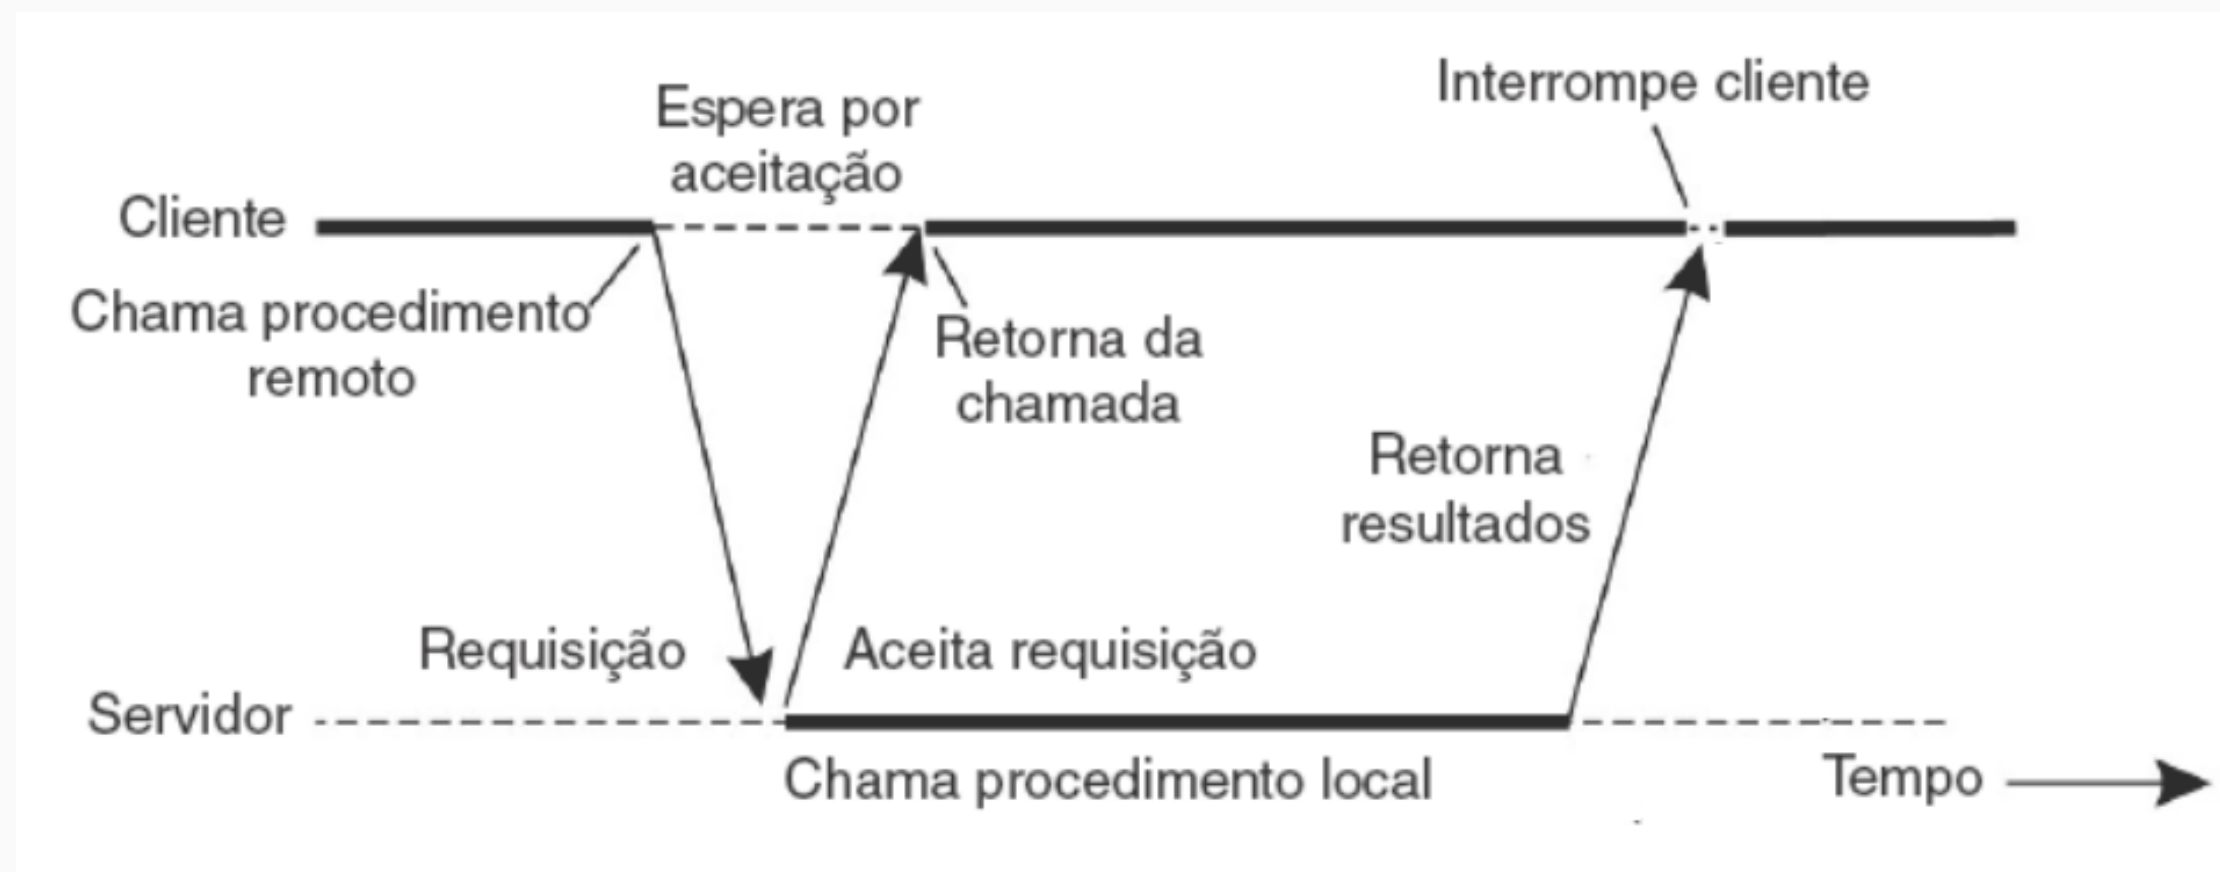 Interrompe cliente
Espera por
aceitação
Cliente
Chama procedimento
remoto
Retorna da
chamada
Retorna
resultados
Requisição
Aceita requisição
Servidor
Chama procedimento local
Tempo